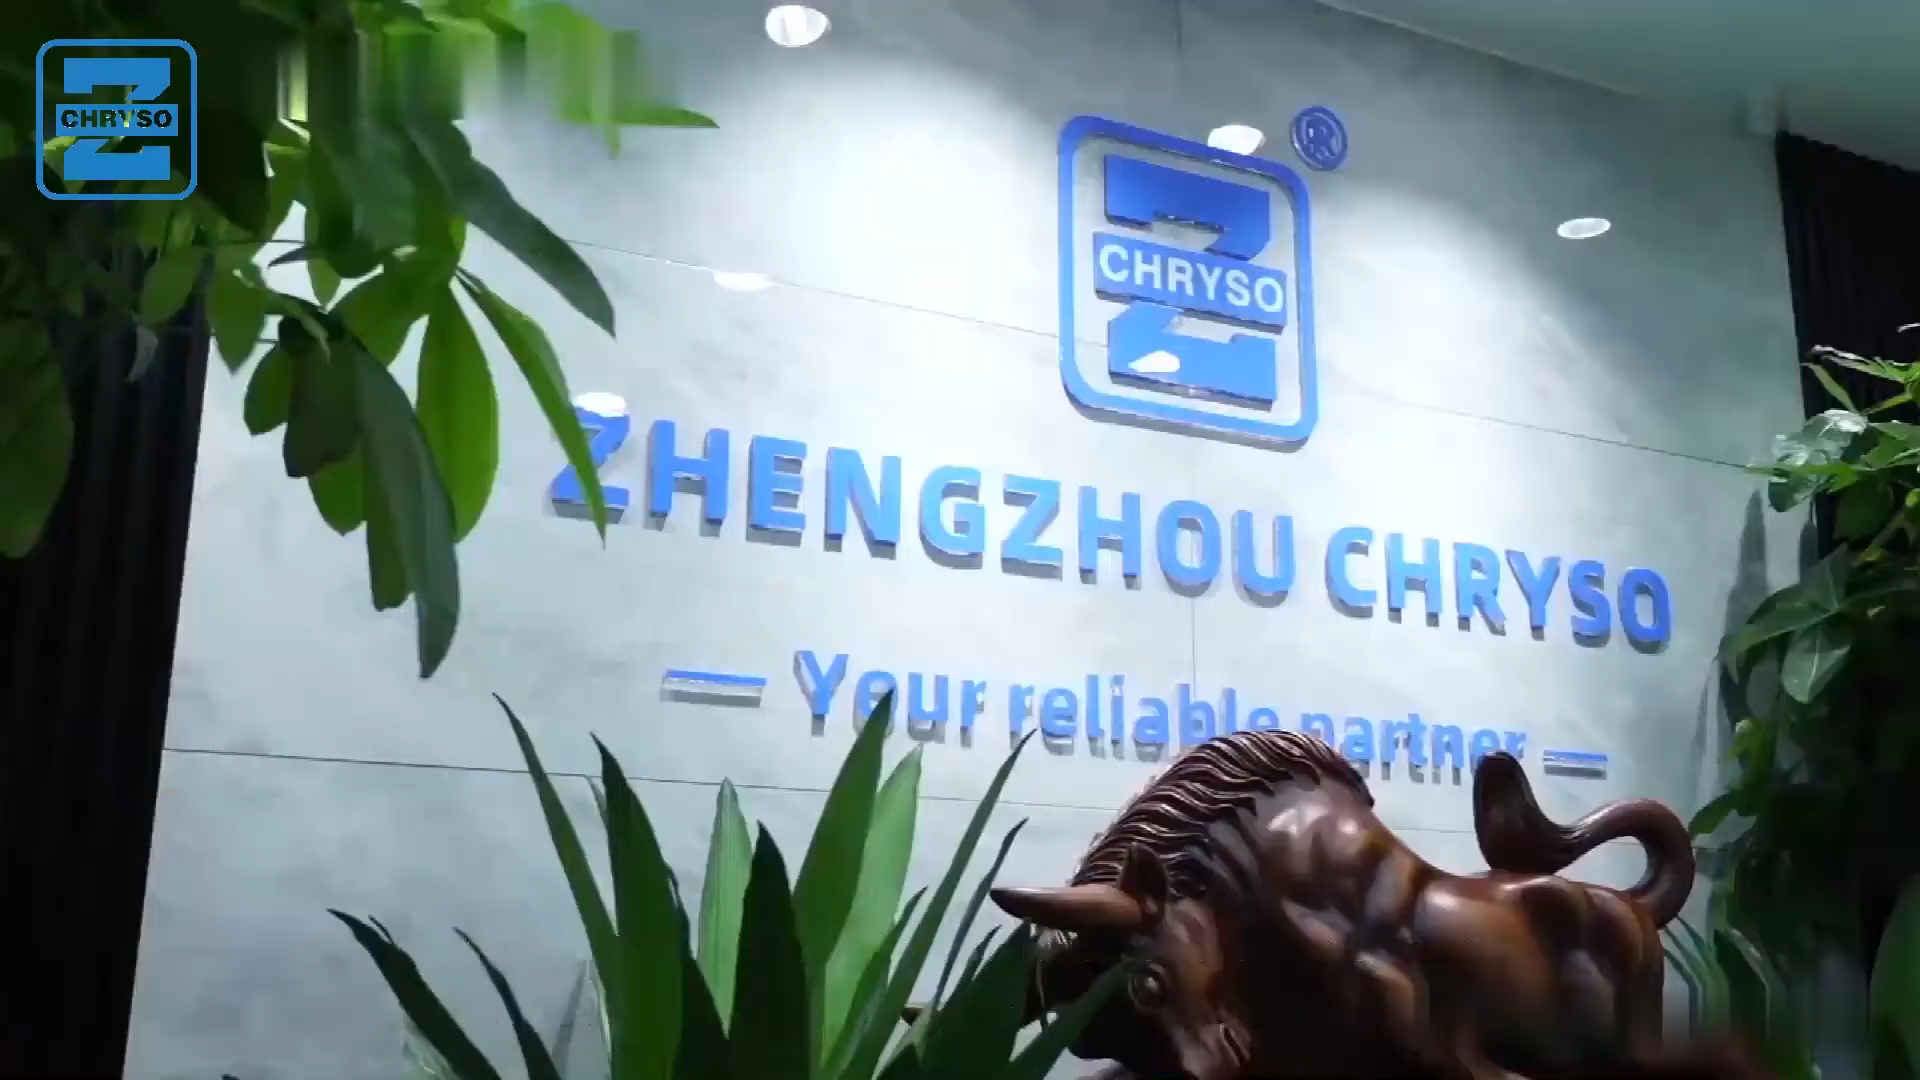 CHRYSO
®
CHRYSO
ZHENGZHOU CHRYSO
— Your reliable partner —